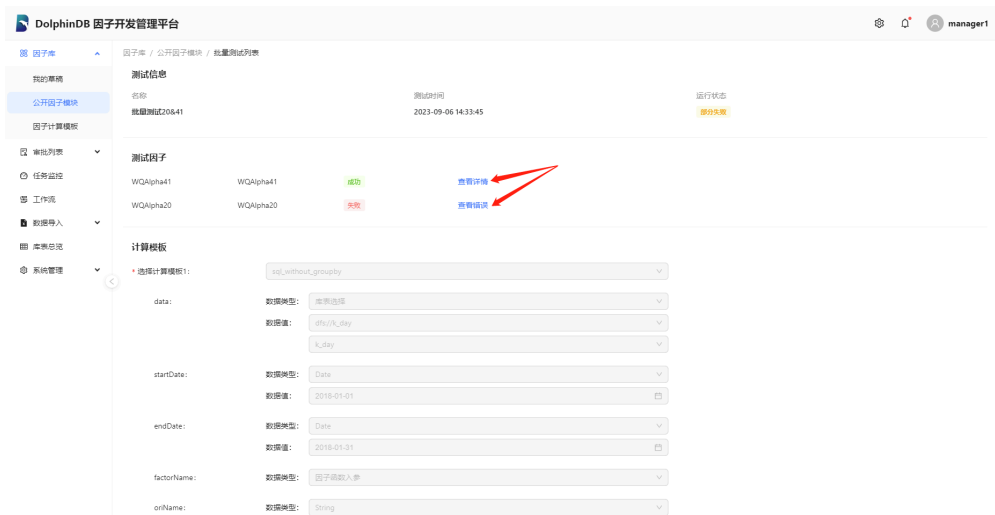 DolphinDB 因子开发管理平台
manager1
因子库
我的草稿
公开因子模块
因子计算模板
审批列表
任务监控
工作流
数据导入
库表总览
系统管理
因子库 / 公开因子模块 / 批量测试列表
测试信息
名称 测试时间 运行状态
批量测试20&41 2023-09-06 14:33:45 部分失败
测试因子
WQAlpha41 WQAlpha41 成功 查看详情
WQAlpha20 WQAlpha20 失败 查看错误
计算模板
* 选择计算模板1: sql_without_groupby
data: 数据类型: 库表选择
数据值: dfs://k_day
k_day
startDate: 数据类型: Date
数据值: 2018-01-01
endDate: 数据类型: Date
数据值: 2018-01-31
factorName: 数据类型: 因子函数入参
oriName: 数据类型: String